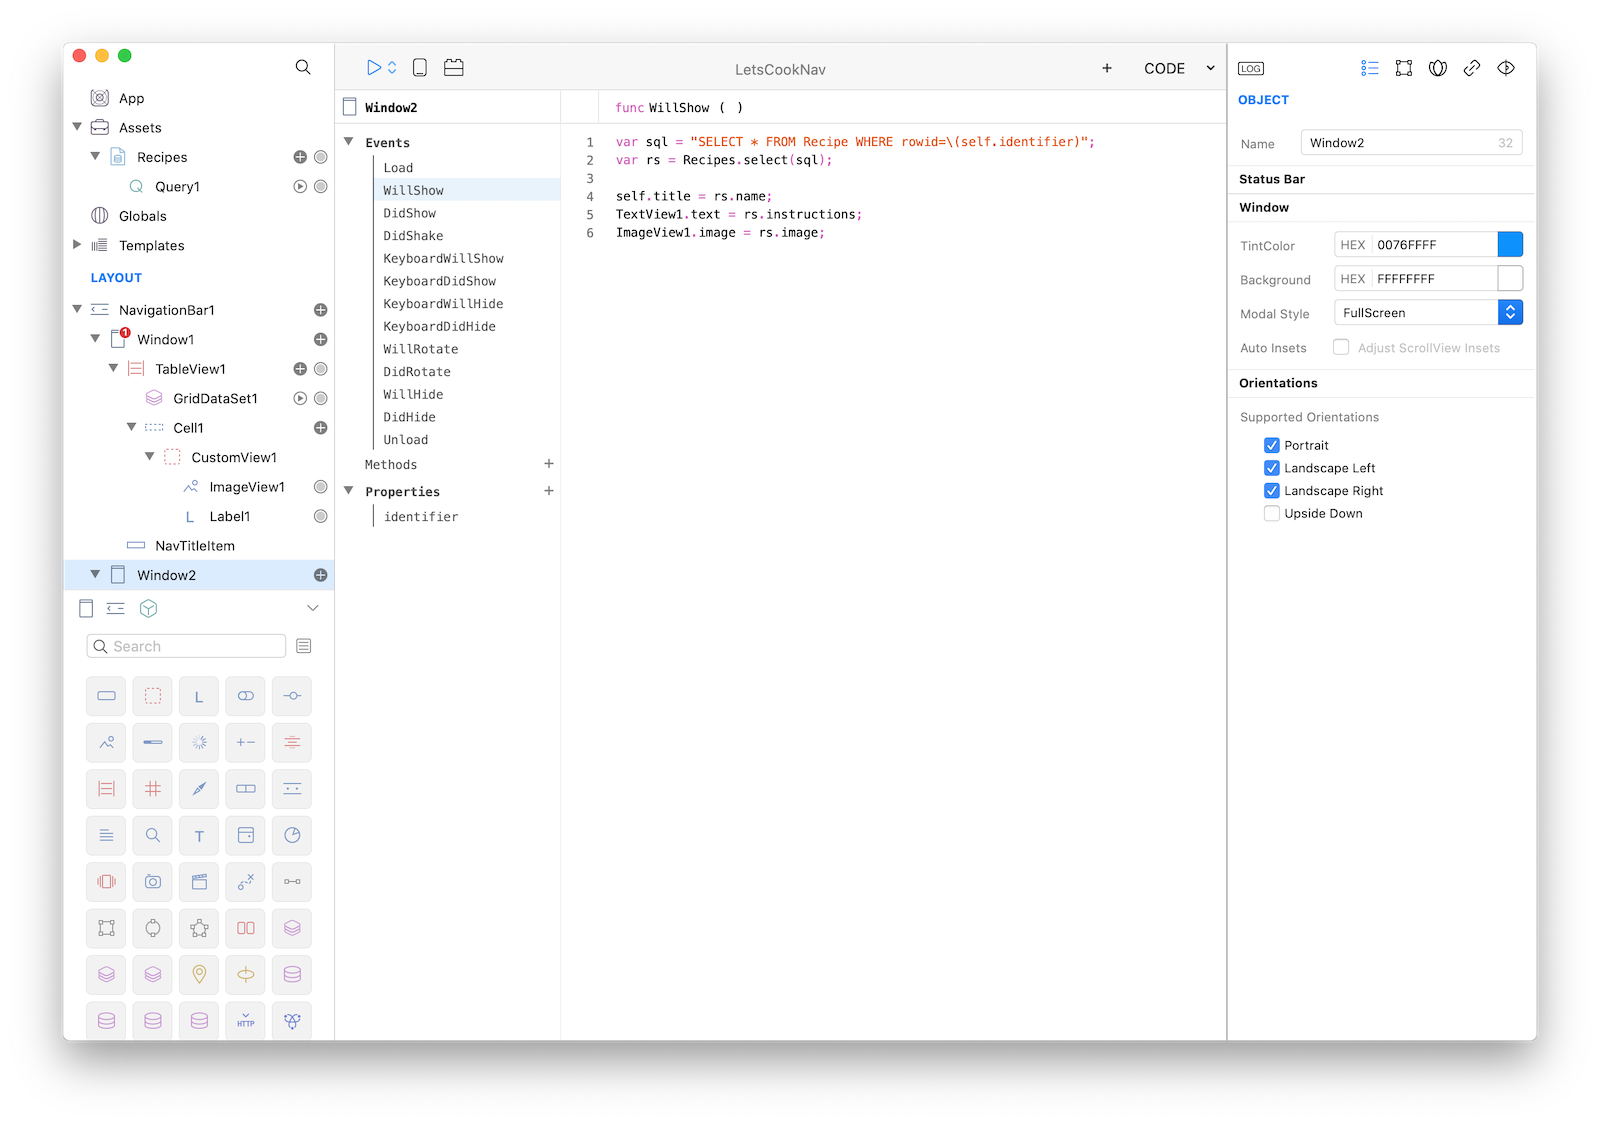 App
Assets
Recipes
Query1
Globals
Templates
LAYOUT
NavigationBar1
1
Window1
TableView1
GridDataSet1
Cell1
CustomView1
ImageView1
L Label1
NavTitleItem
Window2
Search
L
T
HTTP
LetsCookNav
CODE
Window2
Events
Load
WillShow
DidShow
DidShake
KeyboardWillShow
KeyboardDidShow
KeyboardWillHide
KeyboardDidHide
WillRotate
DidRotate
WillHide
DidHide
Unload
Methods
Properties
identifier
func WillShow ( )
1 var sql = "SELECT * FROM Recipe WHERE rowid=\(self.identifier)";
2 var rs = Recipes.select(sql);
3
4 self.title = rs.name;
5 TextView1.text = rs.instructions;
6 ImageView1.image = rs.image;
LOG
OBJECT
Name Window2 32
Status Bar
Window
TintColor HEX 0076FFFF
Background HEX FFFFFFFF
Modal Style FullScreen
Auto Insets Adjust ScrollView Insets
Orientations
Supported Orientations
Portrait
Landscape Left
Landscape Right
Upside Down